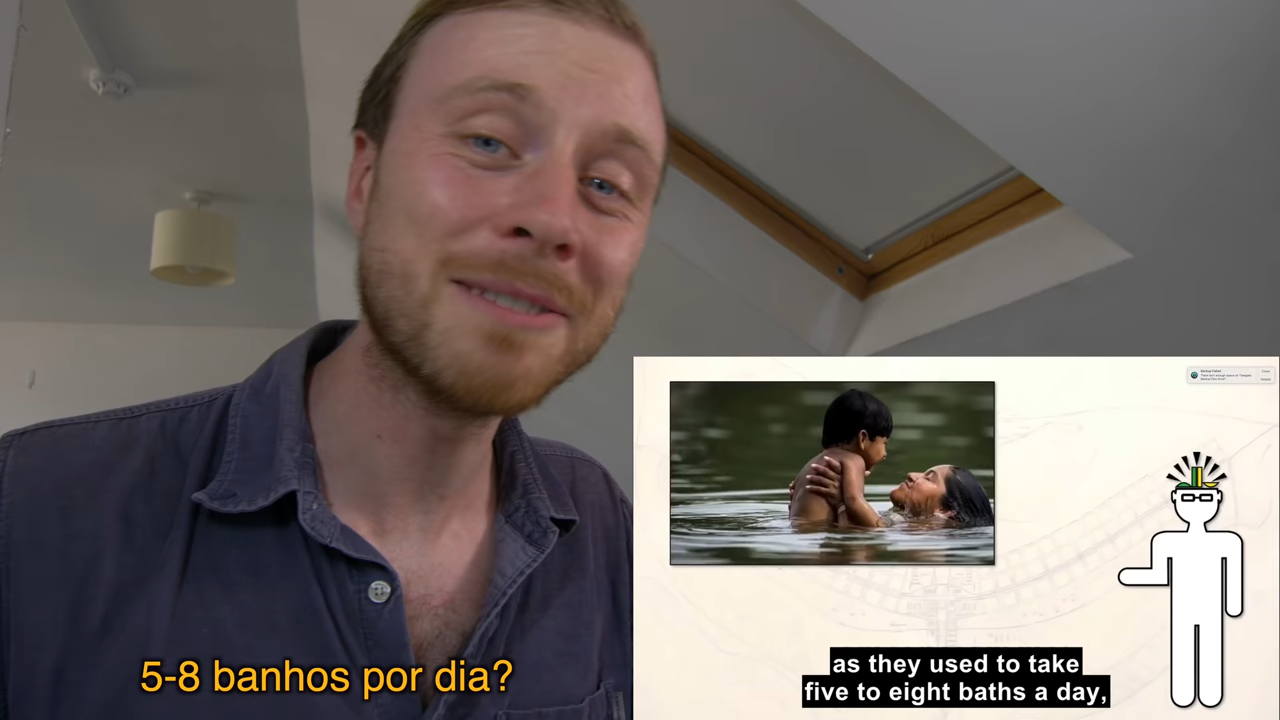 5-8 banhos por dia?
as they used to take
five to eight baths a day,